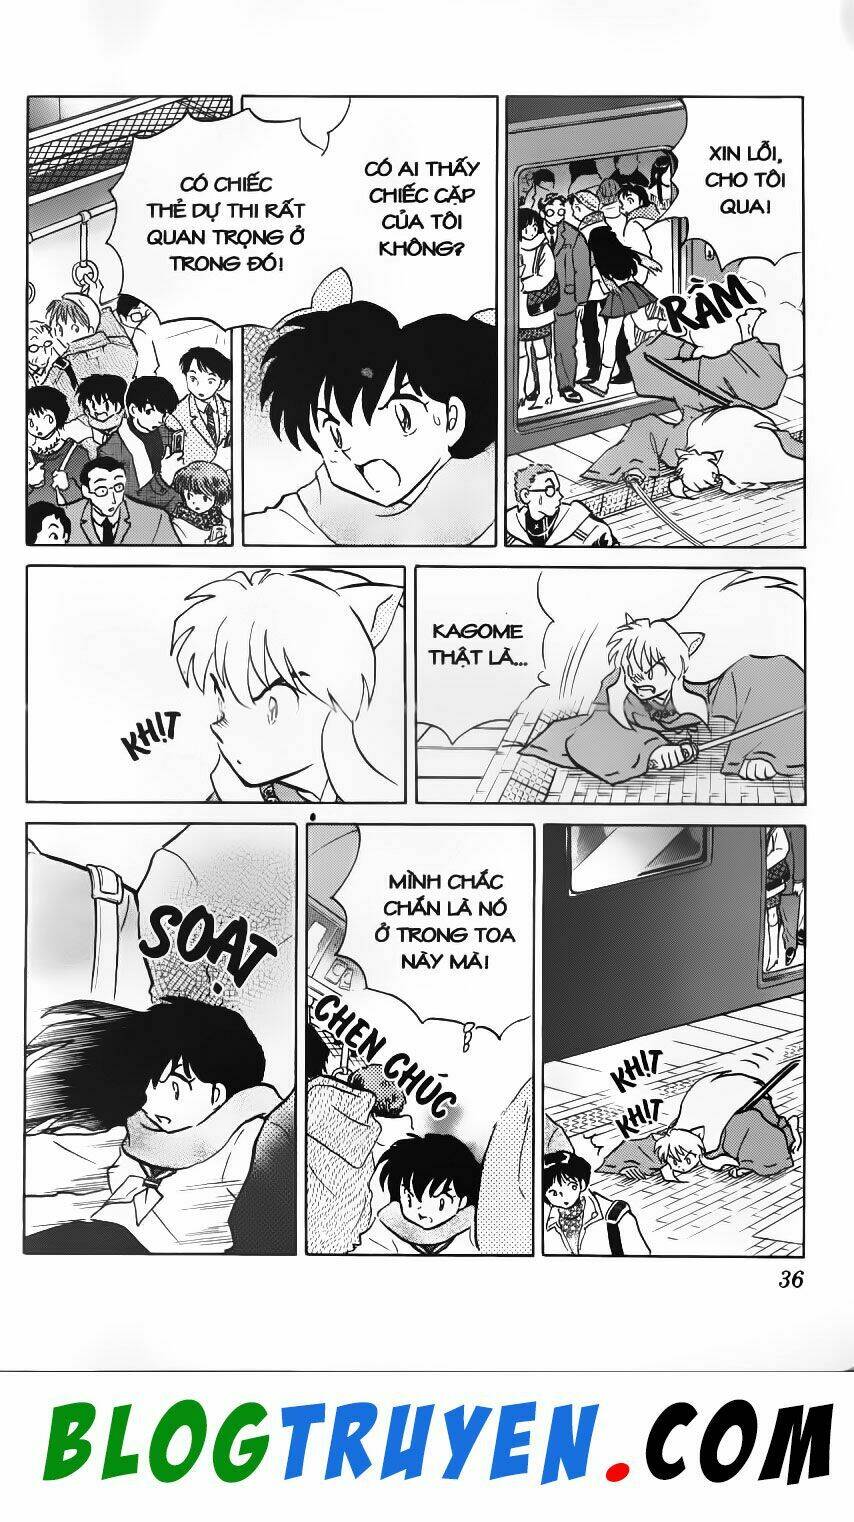 XIN LỖI,
CHO TÔI
QUA!
RẦM
CÓ AI THẤY
CHIẾC CẶP
CỦA TÔI
KHÔNG?
CÓ CHIẾC
THẺ DỰ THI RẤT
QUAN TRỌNG Ở
TRONG ĐÓ!
KAGOME
THẬT LÀ...
KHỊT
KHỊT
KHỊT
MÌNH CHẮC
CHẮN LÀ NÓ
Ở TRONG TOA
NÀY MÀ!
CHEN CHÚC
SOẠT
36
BLOGTRUYEN.COM